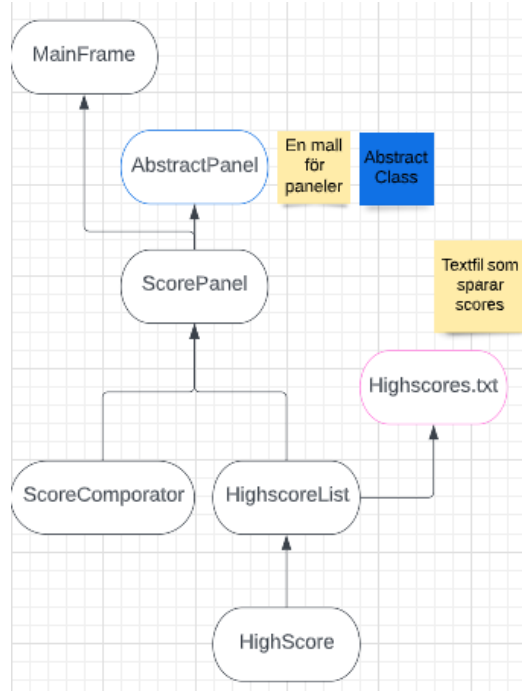 MainFrame
AbstractPanel
En mall
för
paneler
Abstract
Class
ScorePanel
Textfil som
sparar
scores
Highscores.txt
ScoreComporator
HighscoreList
HighScore